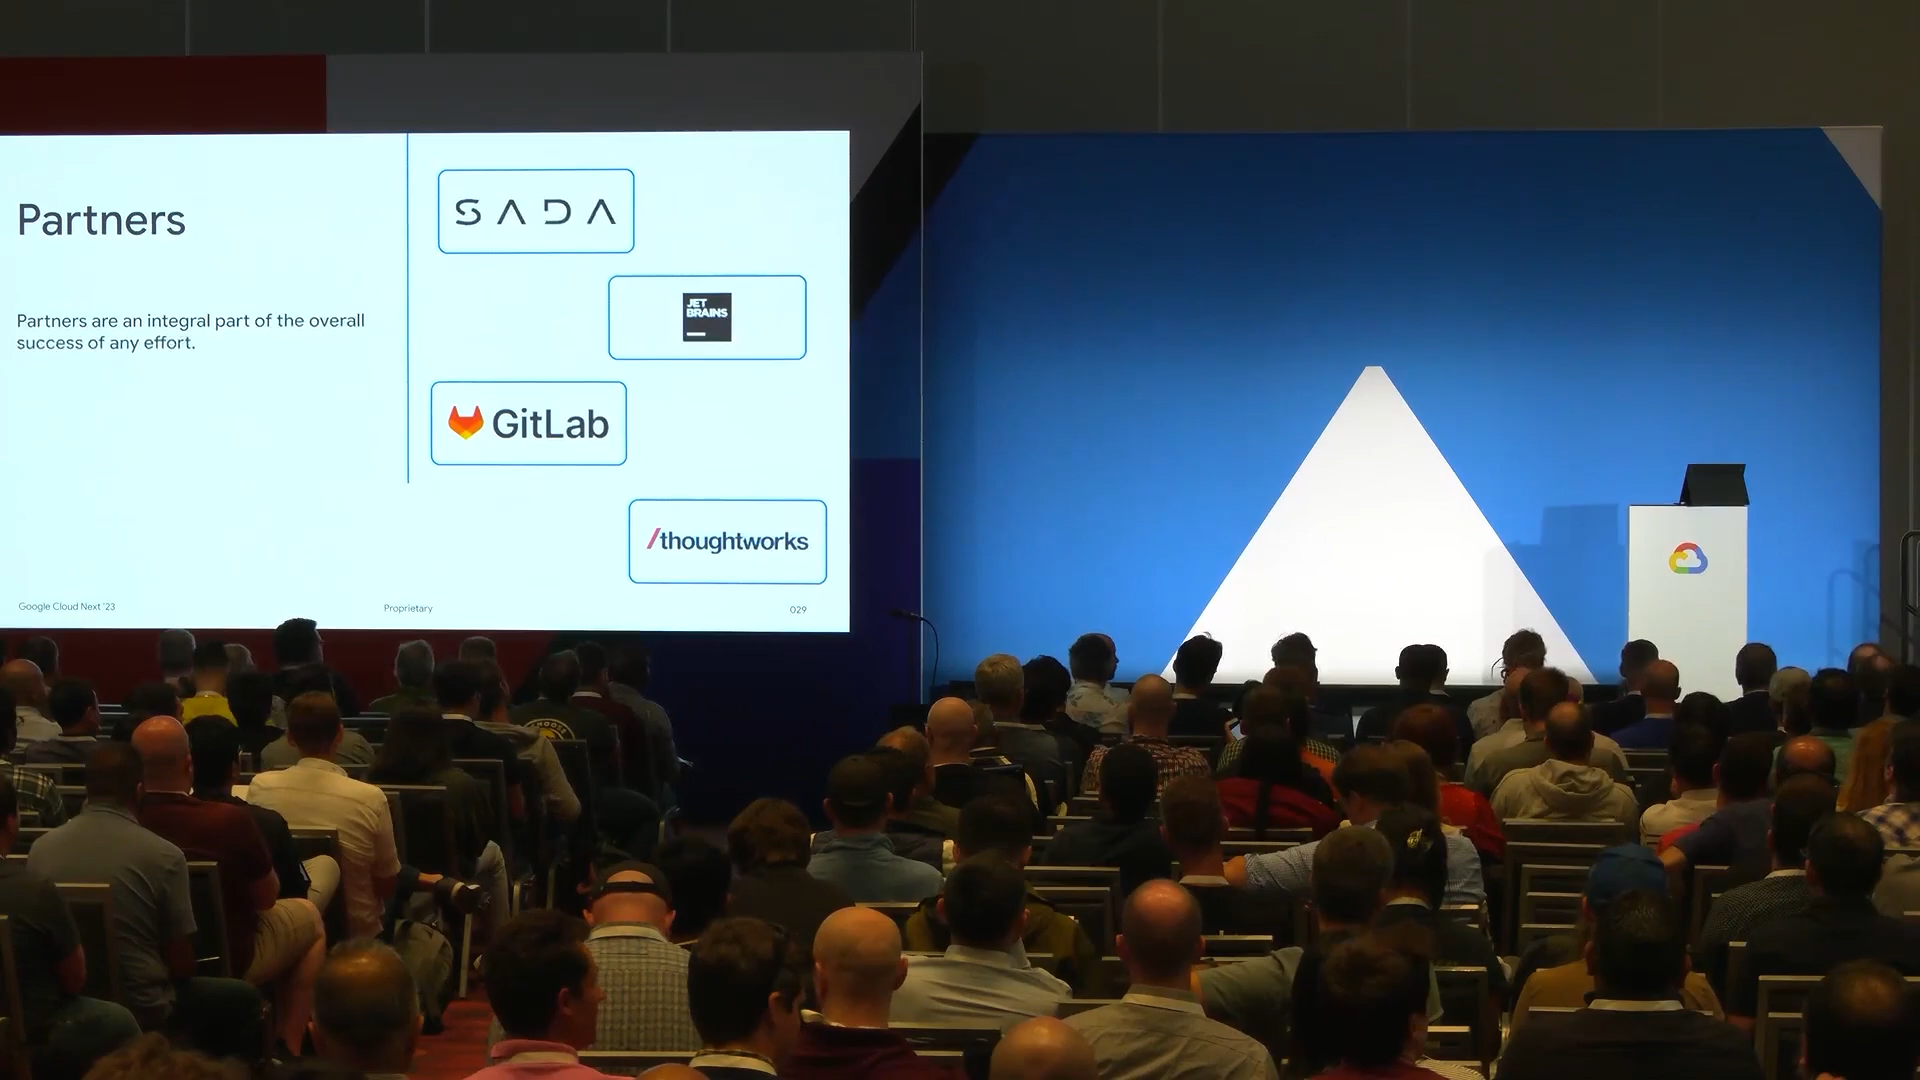 Partners
Partners are an integral part of the overall
success of any effort.
SADA
JET
BRAINS
GitLab
/thoughtworks
Google Cloud Next '23
Proprietary
029
CHOOSE